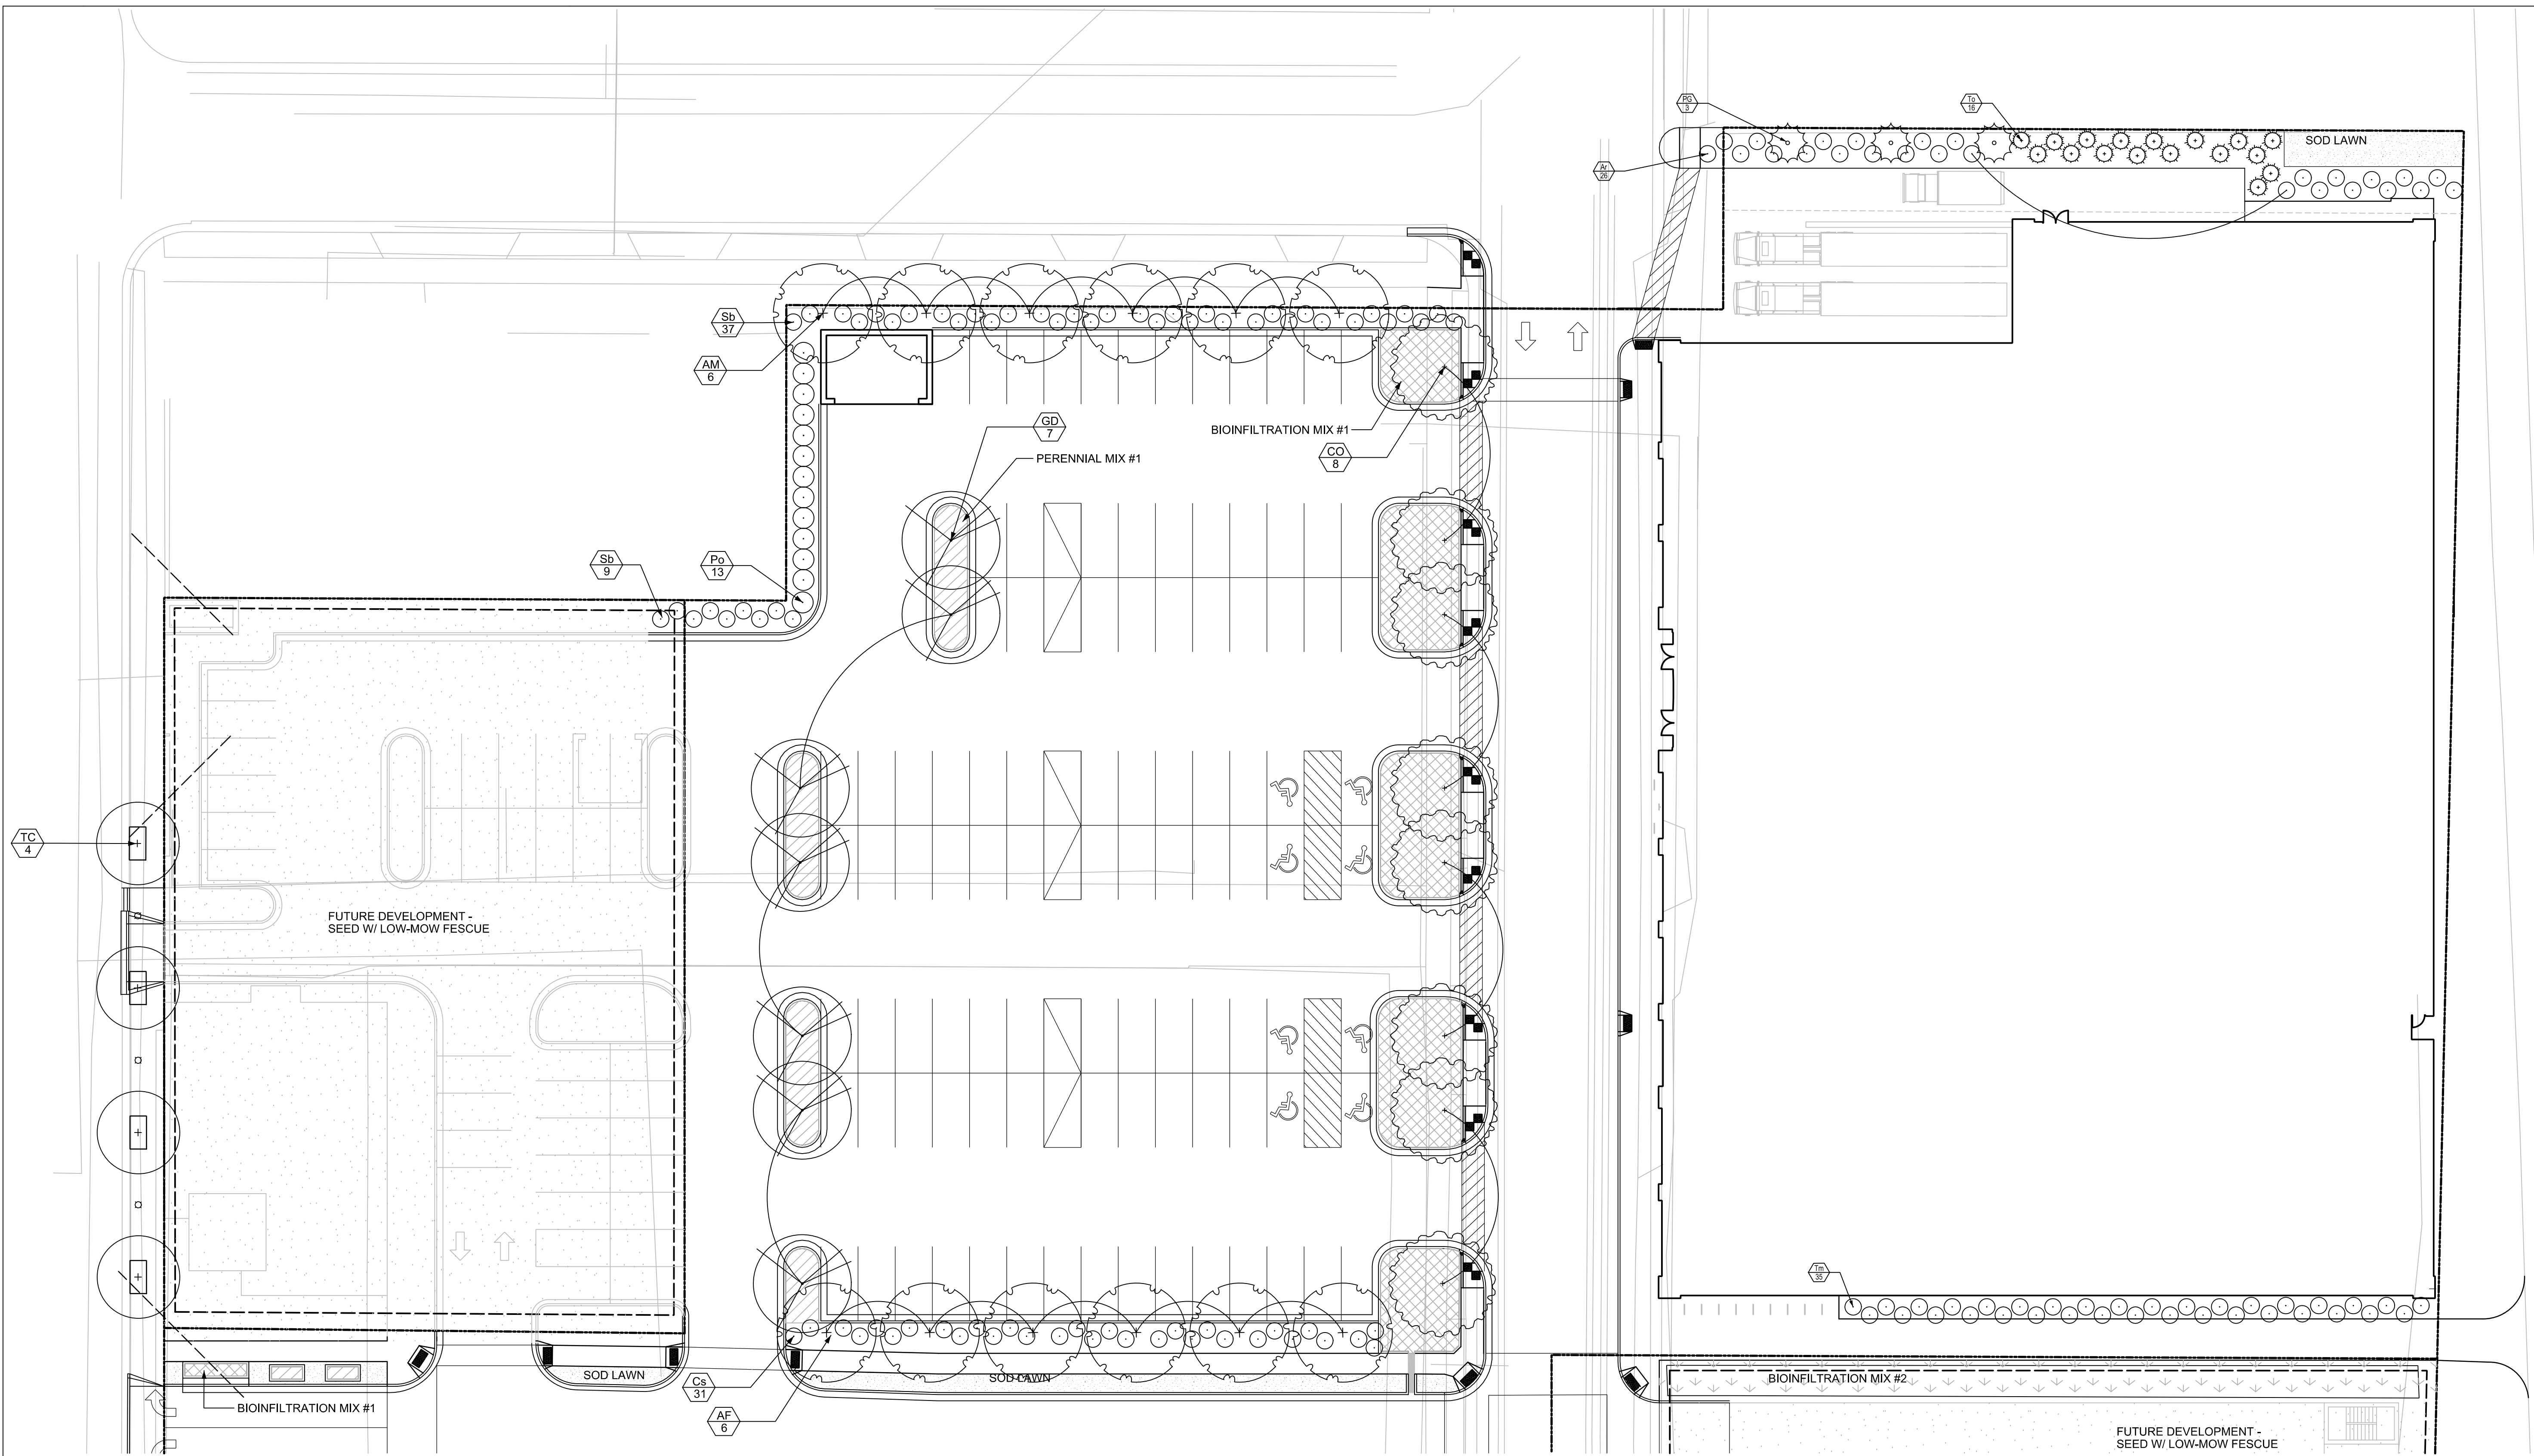 PG
3
To
16
SOD LAWN
Ar
26
Sb
37
AM
6
GD
7
BIOINFILTRATION MIX #1
PERENNIAL MIX #1
CO
8
Sb
9
Po
13
TC
4
FUTURE DEVELOPMENT -
SEED W/ LOW-MOW FESCUE
Tm
35
SOD LAWN
Cs
31
SOD LAWN
BIOINFILTRATION MIX #2
BIOINFILTRATION MIX #1
AF
6
FUTURE DEVELOPMENT -
SEED W/ LOW-MOW FESCUE